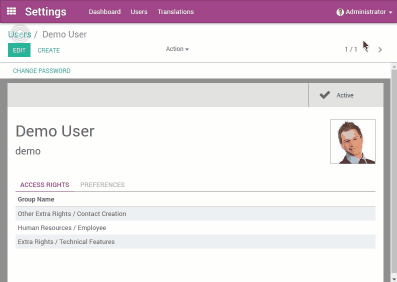 Settings Dashboard Users Translations Administrator
Users / Demo User
EDIT CREATE Action 1 / 1
CHANGE PASSWORD
Active
Demo User
demo
ACCESS RIGHTS PREFERENCES
Group Name
Other Extra Rights / Contact Creation
Human Resources / Employee
Extra Rights / Technical Features